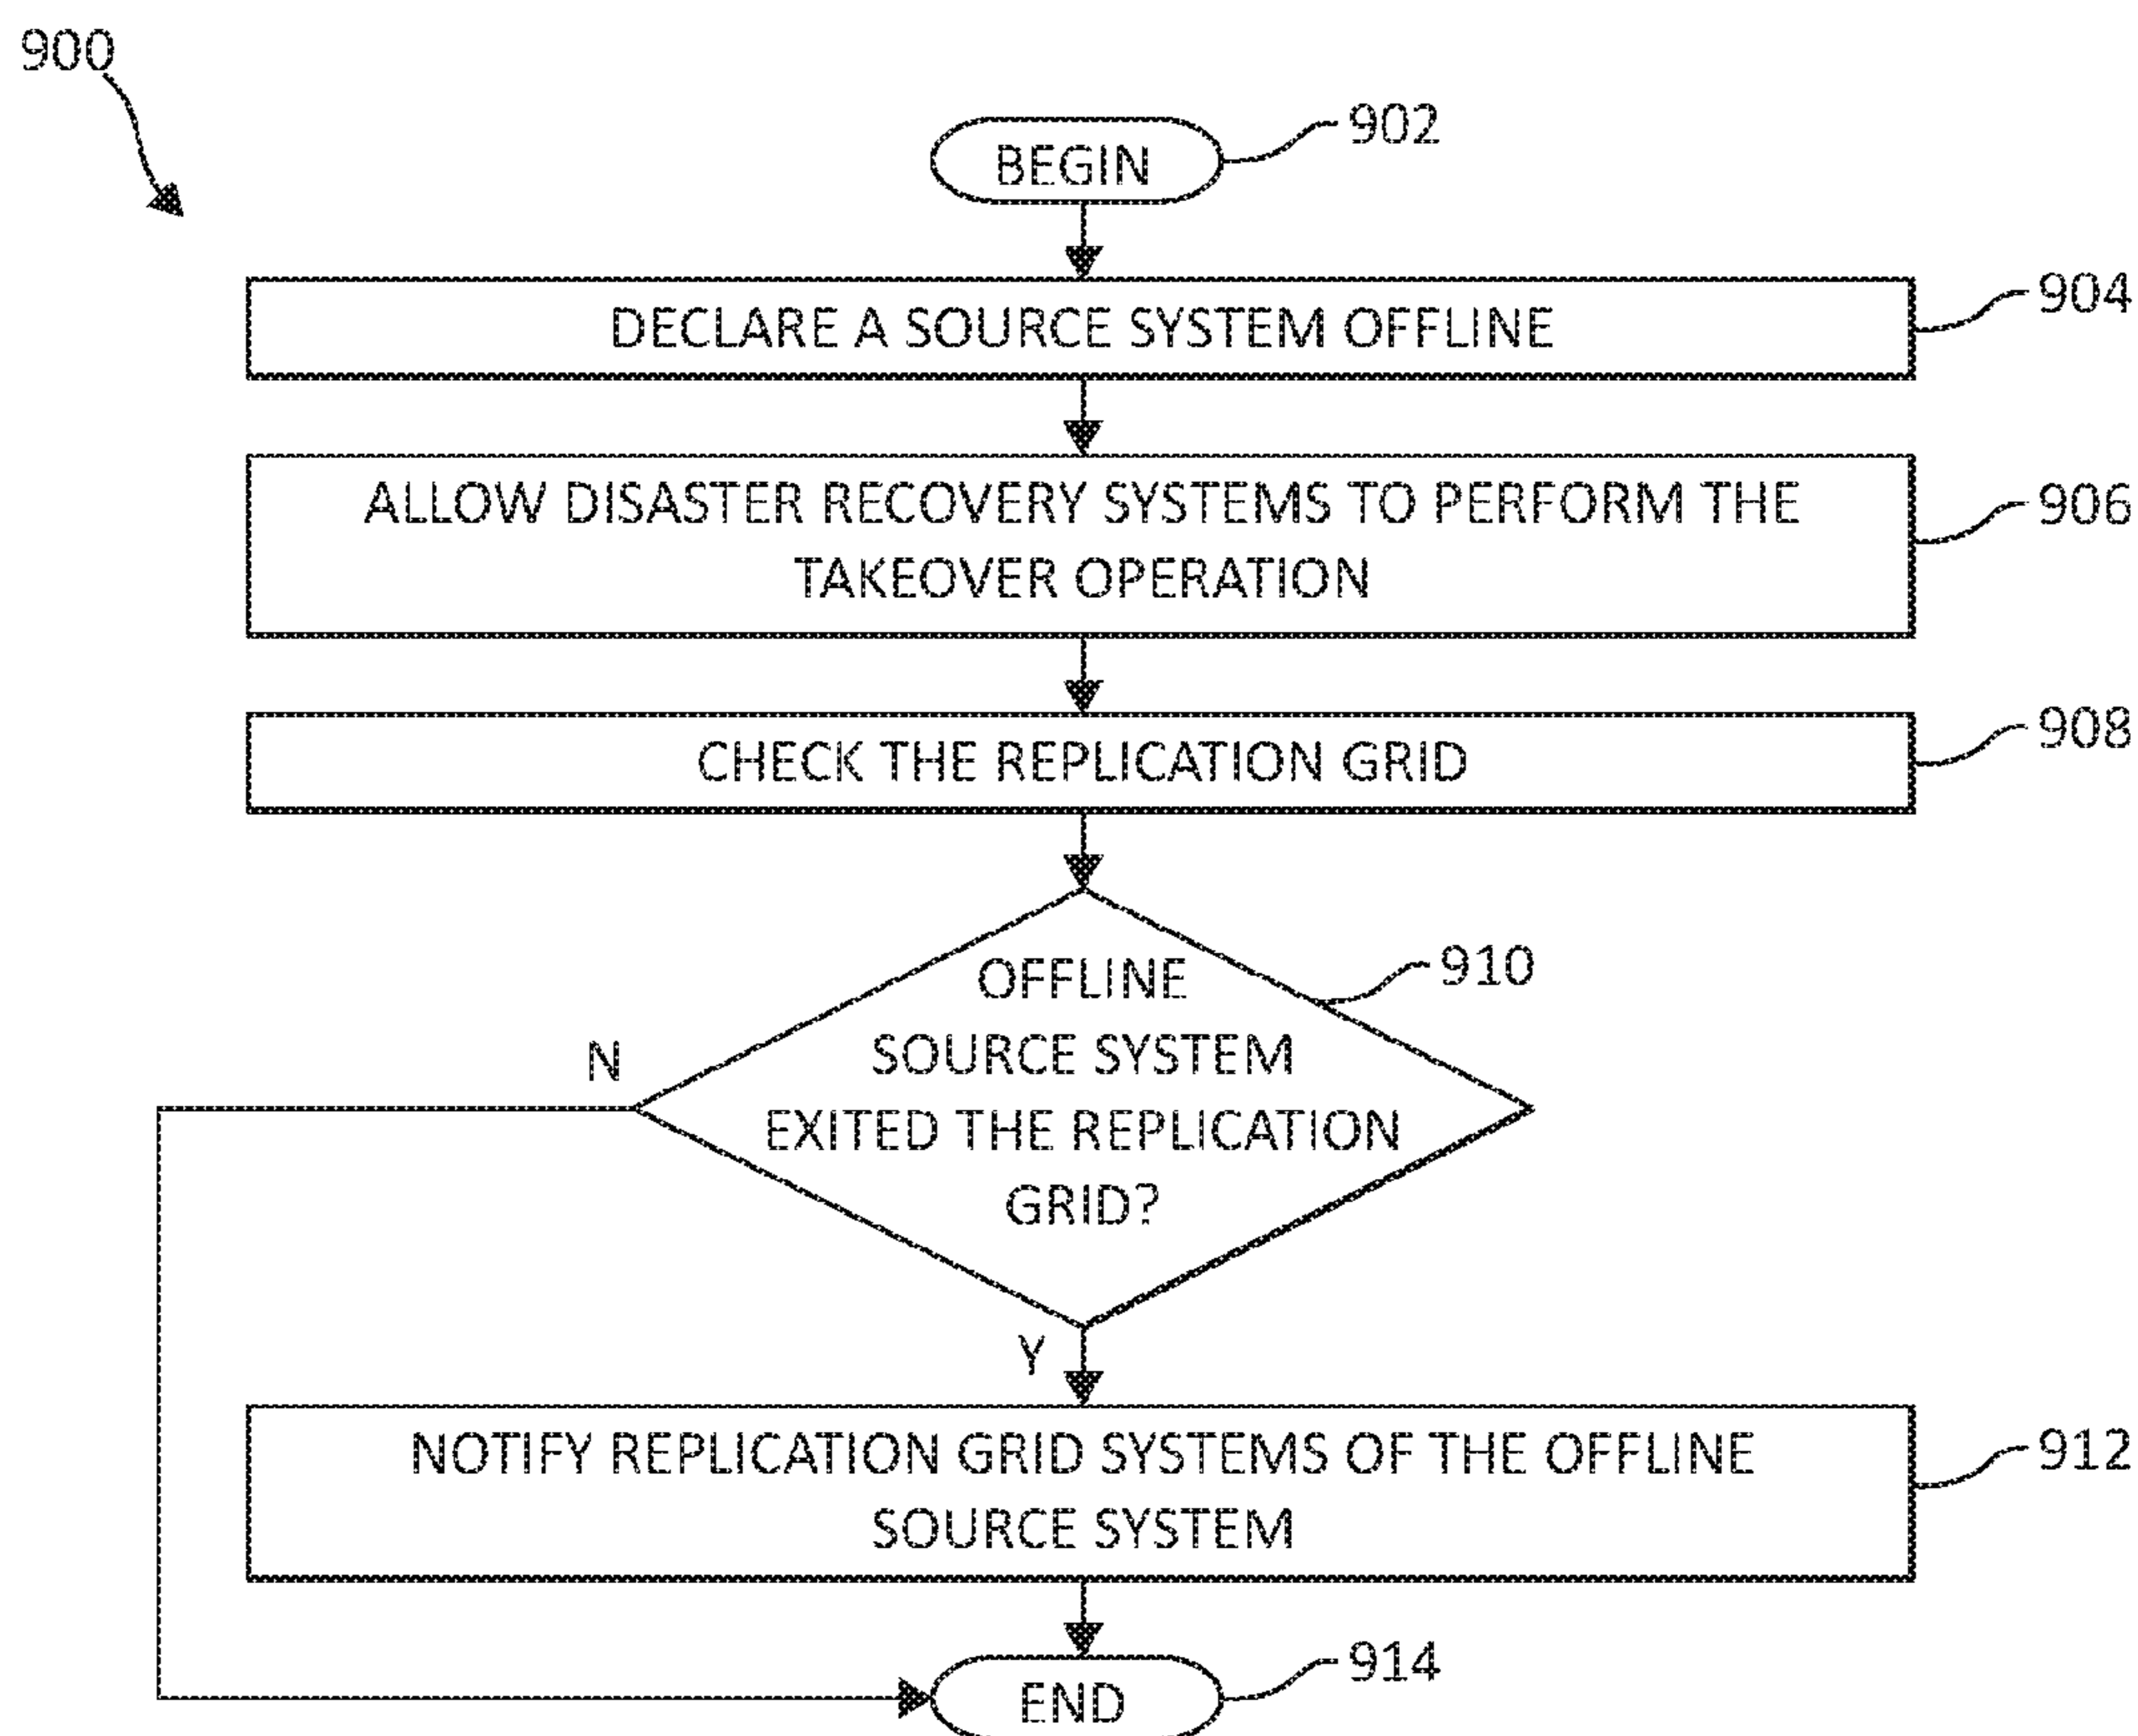 900
902
BEGIN
904
DECLARE A SOURCE SYSTEM OFFLINE
906
ALLOW DISASTER RECOVERY SYSTEMS TO PERFORM THE
TAKEOVER OPERATION
908
CHECK THE REPLICATION GRID
910
OFFLINE
SOURCE SYSTEM
EXITED THE REPLICATION
GRID?
N
Y
912
NOTIFY REPLICATION GRID SYSTEMS OF THE OFFLINE
SOURCE SYSTEM
914
END